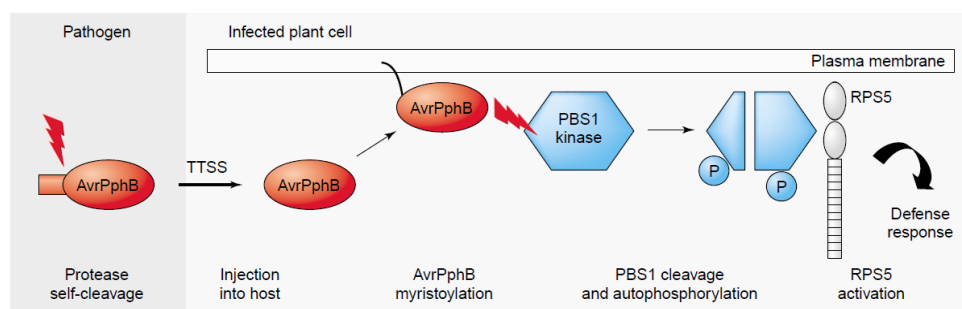 Pathogen
Infected plant cell
Plasma membrane
AvrPphB
TTSS
AvrPphB
AvrPphB
PBS1
kinase
P
P
RPS5
Defense
response
Protease
self-cleavage
Injection
into host
AvrPphB
myristoylation
PBS1 cleavage
and autophosphorylation
RPS5
activation